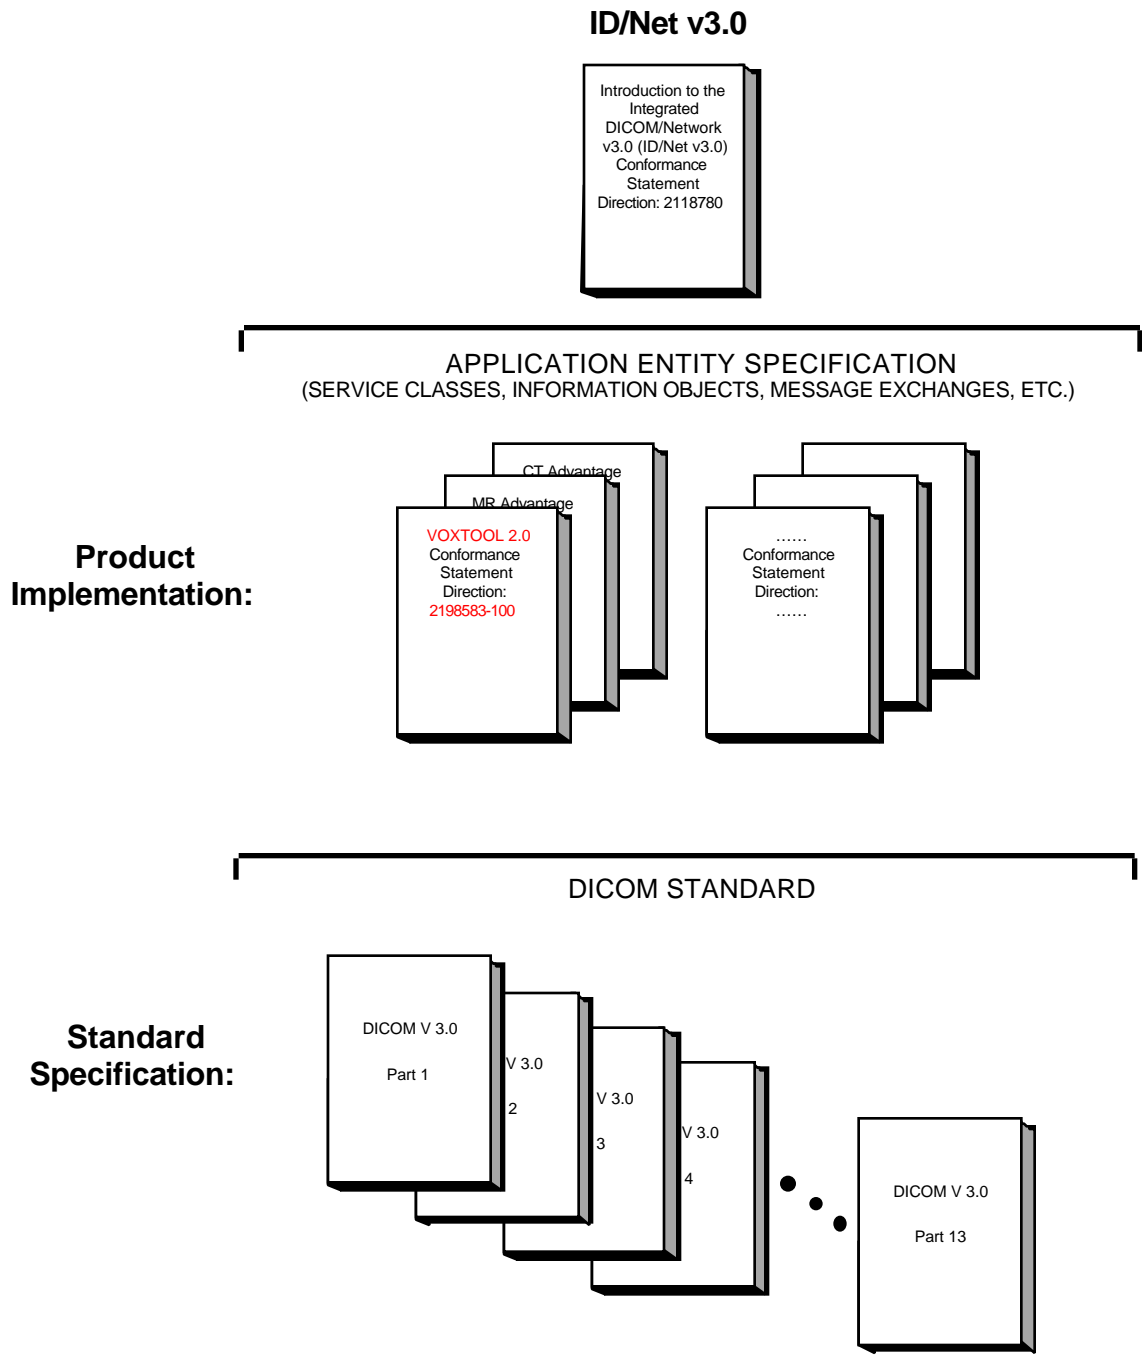 ID/Net v3.0
Introduction to the
Integrated
DICOM/Network
v3.0 (ID/Net v3.0)
Conformance
Statement
Direction: 2118780
APPLICATION ENTITY SPECIFICATION
(SERVICE CLASSES, INFORMATION OBJECTS, MESSAGE EXCHANGES, ETC.)
Product
Implementation:
CT Advantage
MR Advantage
VOXTOOL 2.0
Conformance
Statement
Direction:
2198583-100
......
Conformance
Statement
Direction:
......
DICOM STANDARD
Standard
Specification:
DICOM V 3.0
Part 1
V 3.0
2
V 3.0
3
V 3.0
4
DICOM V 3.0
Part 13